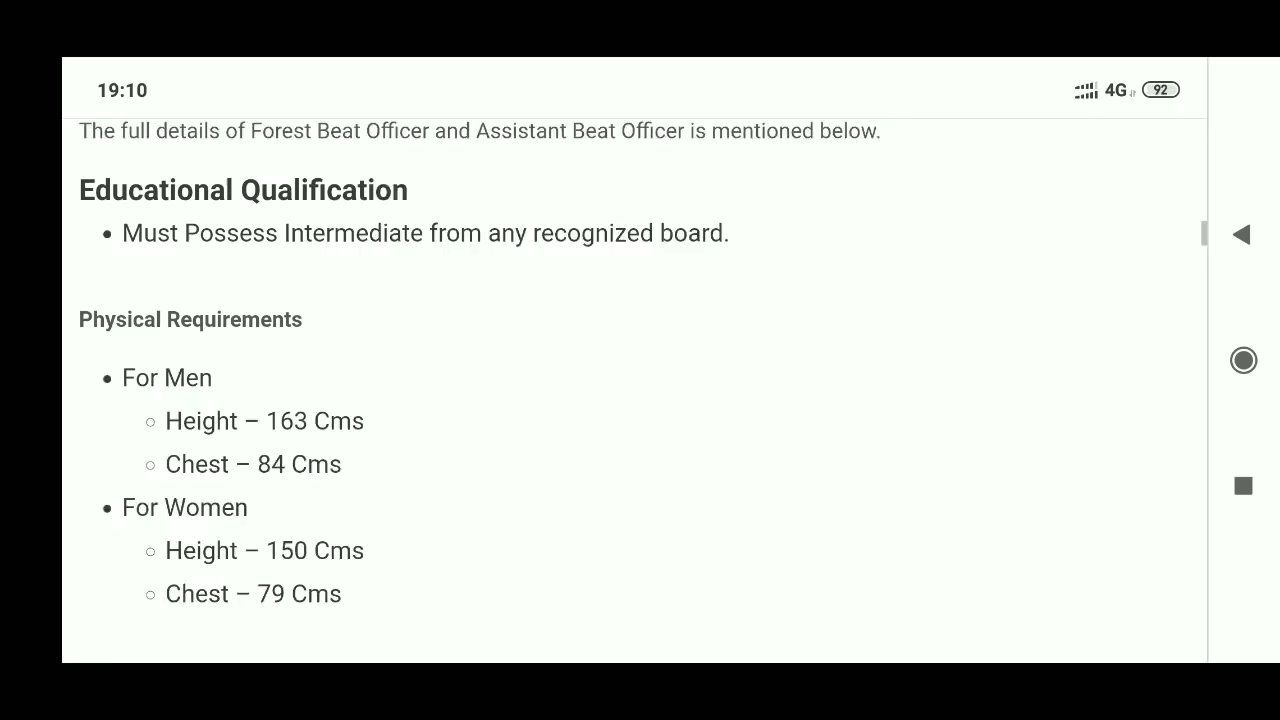 19:10
4G
92
The full details of Forest Beat Officer and Assistant Beat Officer is mentioned below.
Educational Qualification
• Must Possess Intermediate from any recognized board.
Physical Requirements
• For Men
○ Height – 163 Cms
○ Chest – 84 Cms
• For Women
○ Height – 150 Cms
○ Chest – 79 Cms